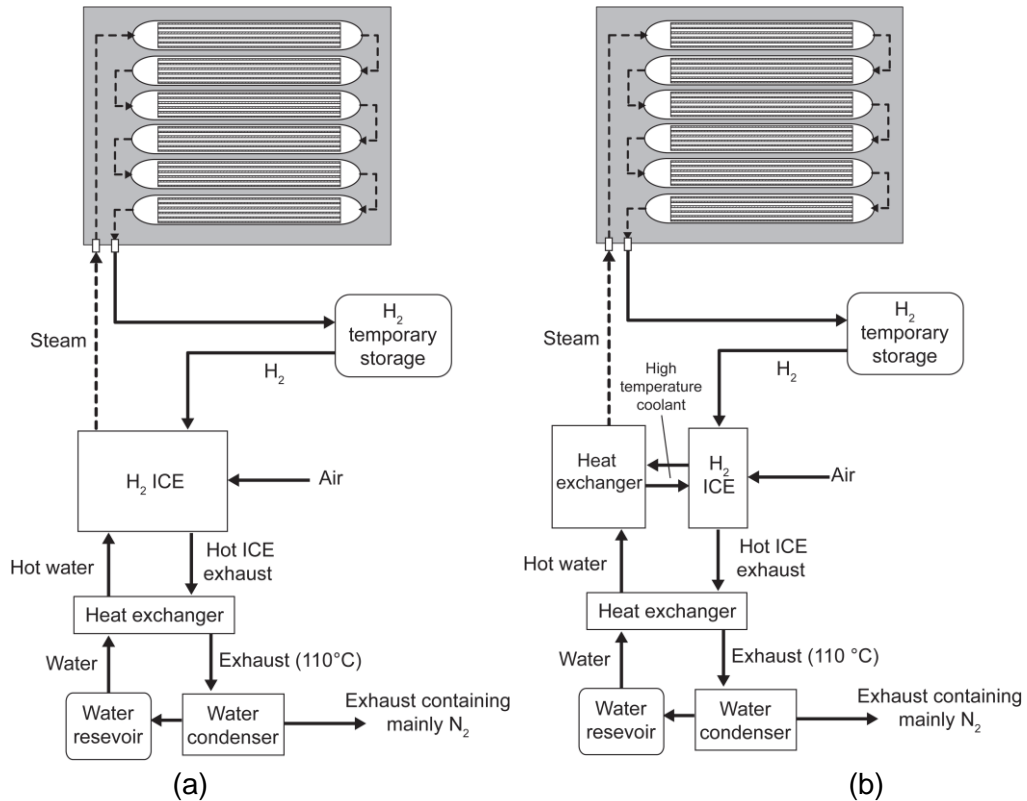 H2
temporary
storage
Steam
H2
H2 ICE
Air
Hot water
Hot ICE
exhaust
Heat exchanger
Water
Exhaust (110°C)
Water
resevoir
Water
condenser
Exhaust containing
mainly N2
(a)
H2
temporary
storage
Steam
H2
High
temperature
coolant
Heat
exchanger
H2
ICE
Air
Hot water
Hot ICE
exhaust
Heat exchanger
Water
Exhaust (110 °C)
Water
resevoir
Water
condenser
Exhaust containing
mainly N2
(b)